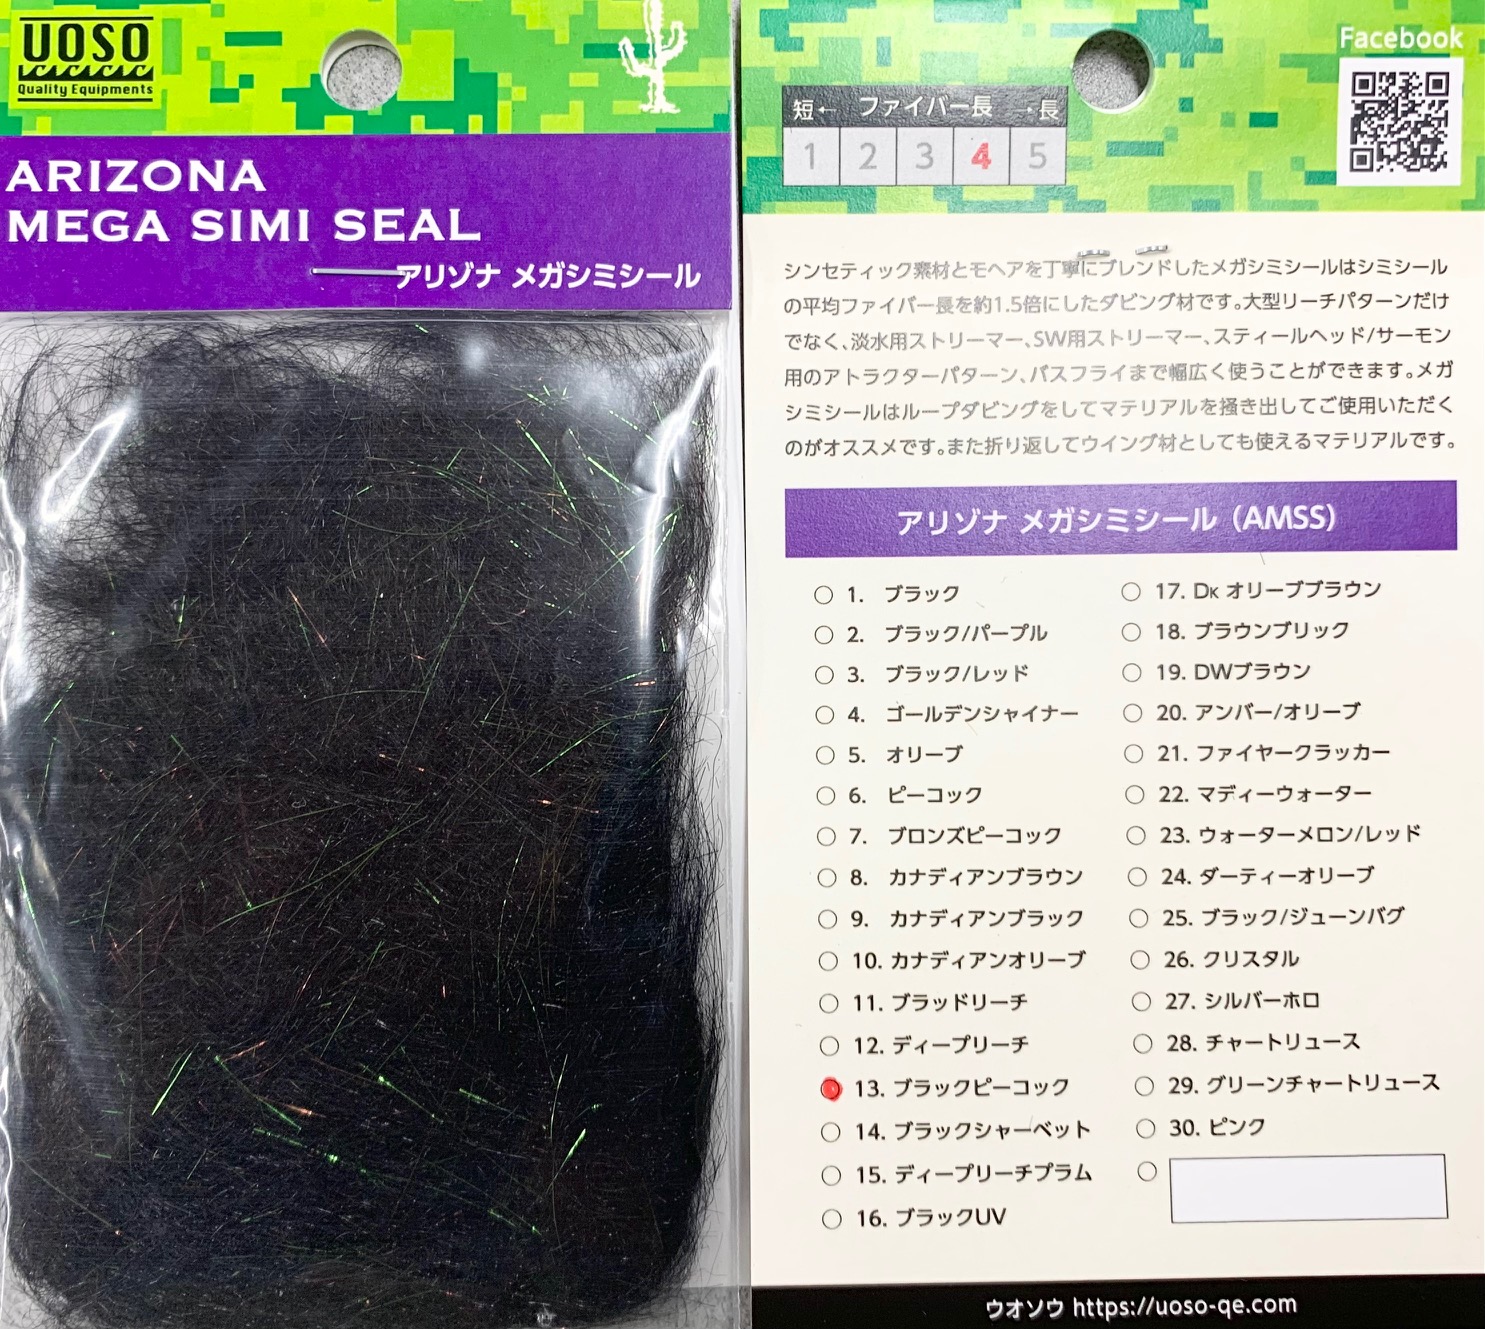 UOSO
Quality Equipments
ARIZONA
MEGA SIMI SEAL
アリゾナ メガシミシール
Facebook
短← ファイバー長 →長
1 2 3 4 5
シンセティック素材とモヘアを丁寧にブレンドしたメガシミシールはシミシール
の平均ファイバー長を約1.5倍にしたダビング材です。大型リーチパターンだけ
でなく、淡水用ストリーマー、SW用ストリーマー、スティールヘッド/サーモン
用のアトラクターパターン、バスフライまで幅広く使うことができます。メガ
シミシールはループダビングをしてマテリアルを掻き出してご使用いただく
のがオススメです。また折り返してウイング材としても使えるマテリアルです。
アリゾナ メガシミシール（AMSS）
1. ブラック
2. ブラック/パープル
3. ブラック/レッド
4. ゴールデンシャイナー
5. オリーブ
6. ピーコック
7. ブロンズピーコック
8. カナディアンブラウン
9. カナディアンブラック
10. カナディアンオリーブ
11. ブラッドリーチ
12. ディープリーチ
13. ブラックピーコック
14. ブラックシャーベット
15. ディープリーチプラム
16. ブラックUV
17. DK オリーブブラウン
18. ブラウンブリック
19. DWブラウン
20. アンバー/オリーブ
21. ファイヤークラッカー
22. マディーウォーター
23. ウォーターメロン/レッド
24. ダーティーオリーブ
25. ブラック/ジューンバグ
26. クリスタル
27. シルバーホロ
28. チャートリュース
29. グリーンチャートリュース
30. ピンク
ウオソウ https://uoso-qe.com